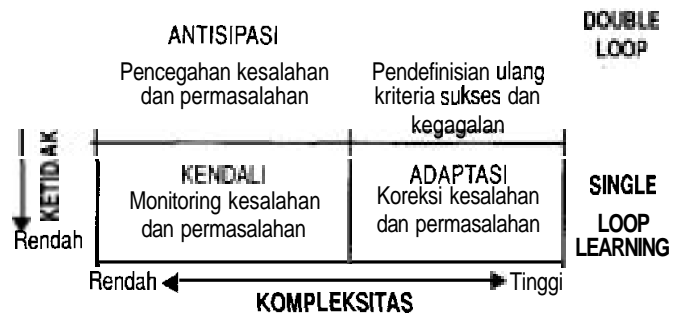 ANTISIPASI
Pencegahan kesalahan
dan permasalahan
Pendefinisian ulang
kriteria sukses dan
kegagalan
DOUBLE
LOOP
KETIDAK
Rendah
KENDALI
Monitoring kesalahan
dan permasalahan
ADAPTASI
Koreksi kesalahan
dan permasalahan
SINGLE
LOOP
LEARNING
Rendah
Tinggi
KOMPLEKSITAS